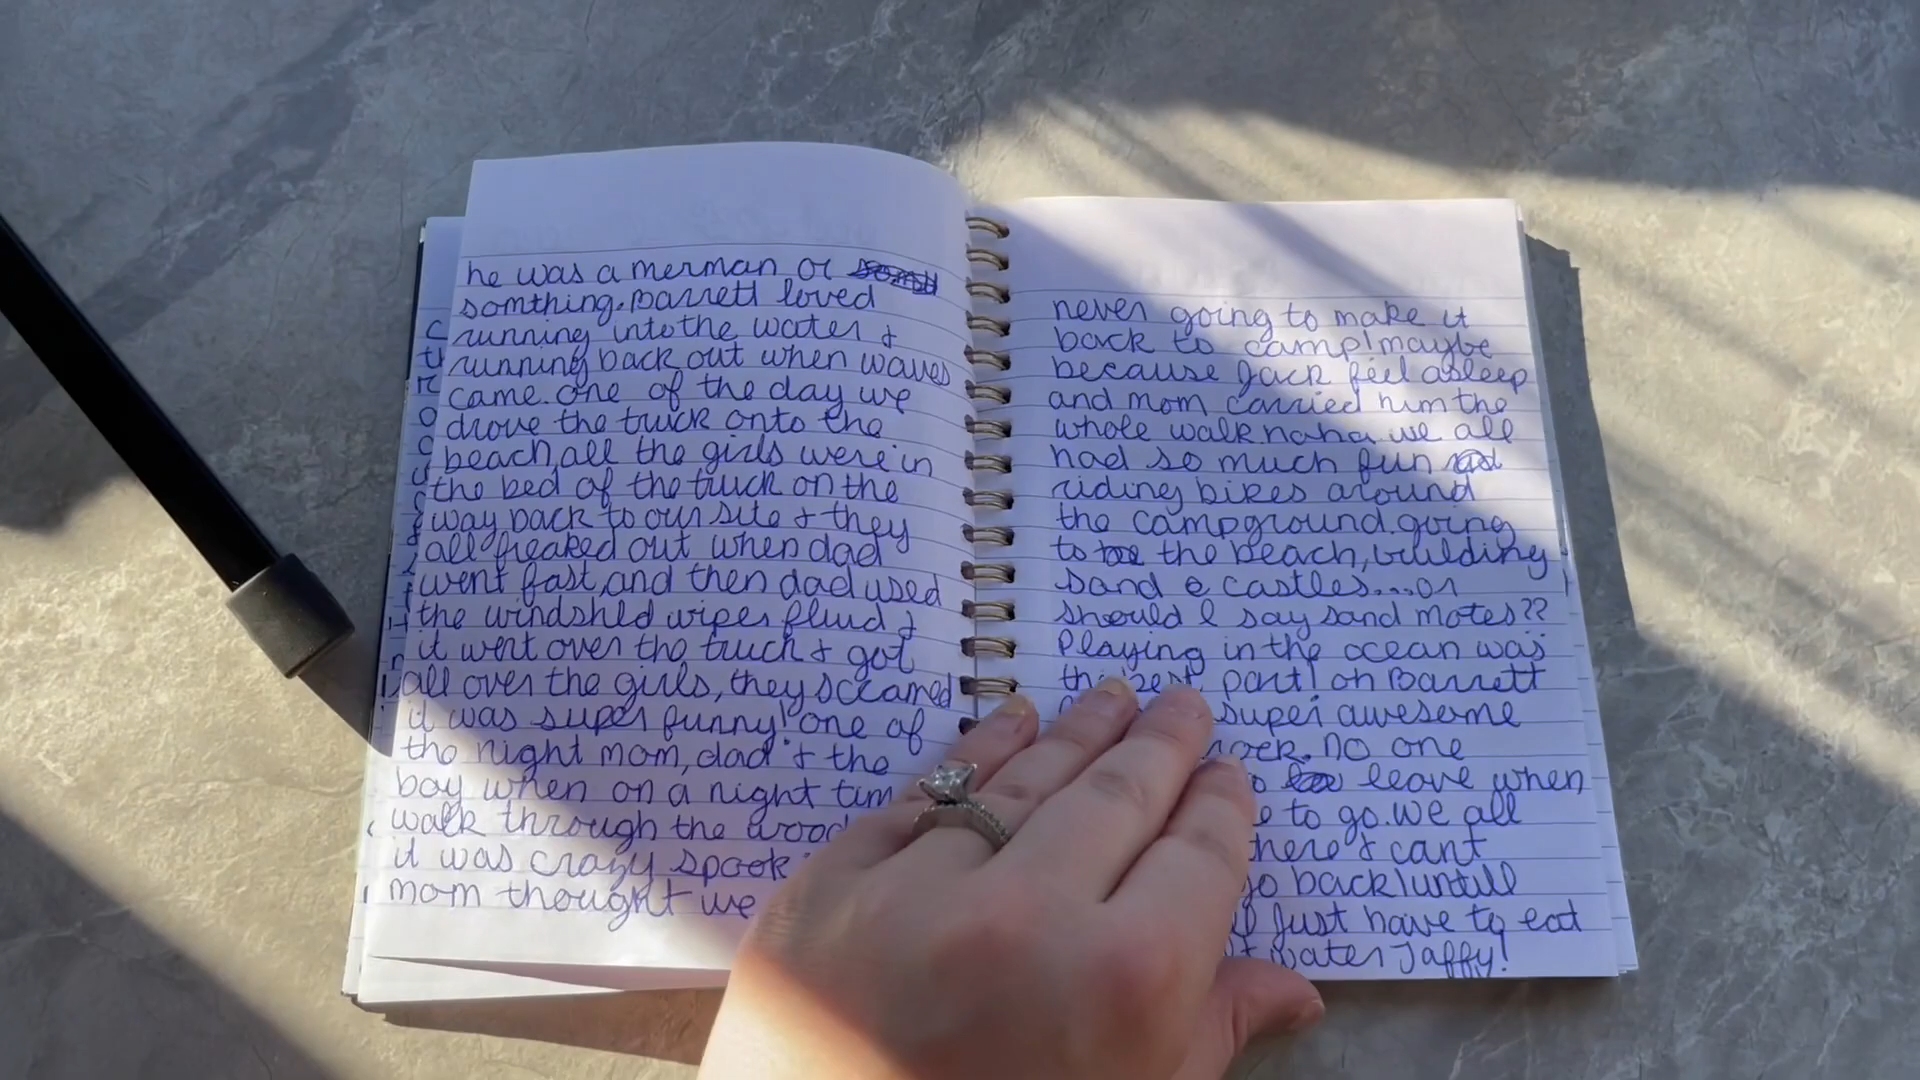 he was a merman or
somthing. Barrett loved
running into the water &
running back out when waves
came. one of the day we
drove the truck onto the
beach, all the girls were in
the bed of the truck on the
way back to our site & they
all freaked out when dad
went fast, and then dad used
the windshld wipes fluid &
it went over the truck & got
all over the girls, they screamed
it was super funny! one of
the night mom, dad & the
boy when on a night
walk through the
it was crazy
mom thought we
never going to make it
back to camp! maybe
because Jack feel asleep
and mom carried him the
whole walk haha we all
had so much fun
riding bikes around
the campground. going
to the beach, building
sand castles....or
should I say sand motes??
Playing in the ocean was
the best part! oh Barrett
super awesome
no one
leave when
to go. we all
here & cant
go back! untill
just have to eat
water Taffy!